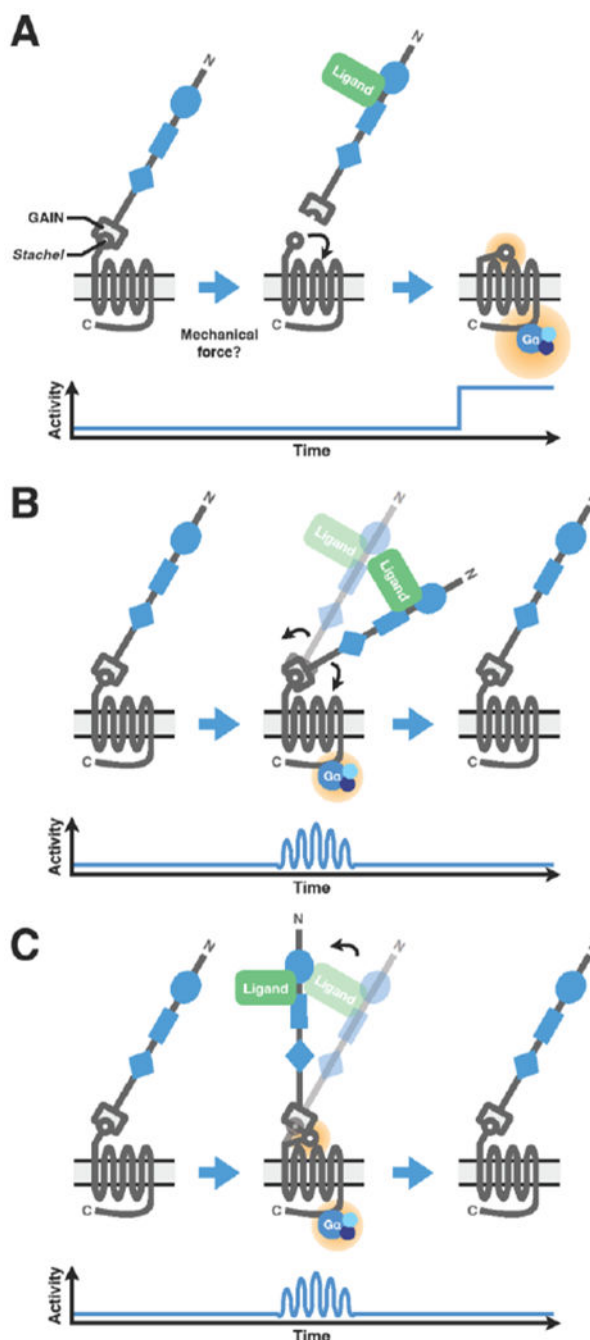 A
N
N
Ligand
GAIN
Stachel
C
C
Gα
Mechanical
force?
Activity
Time
B
N
N
Ligand
Ligand
N
N
C
C
C
Gα
Activity
Time
C
N
N
N
N
Ligand
Ligand
C
C
C
Gα
Activity
Time